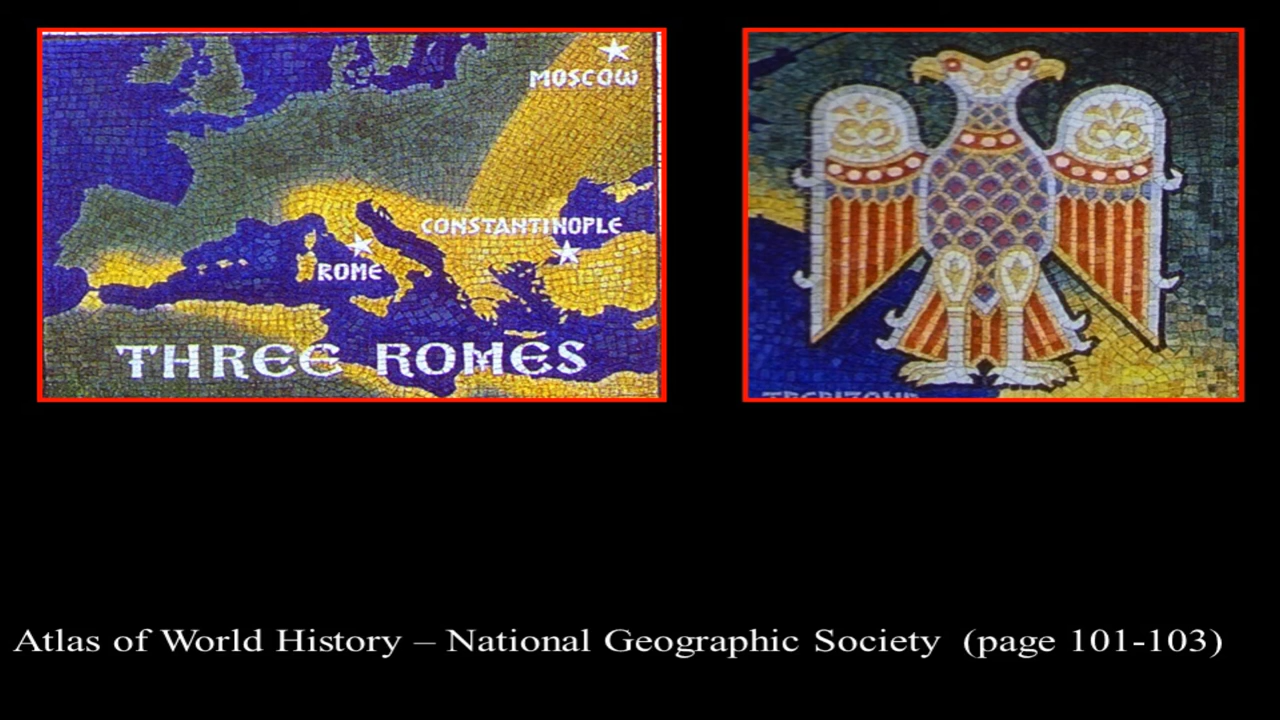 MOSCOW
CONSTANTINOPLE
ROME
THREE ROMES
Atlas of World History – National Geographic Society (page 101-103)